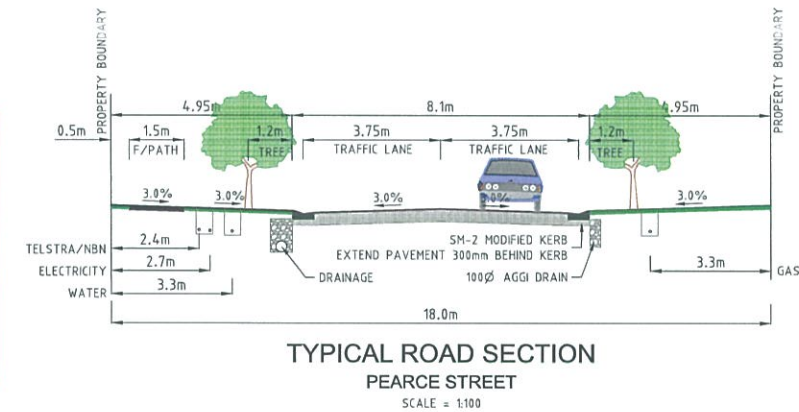 PROPERTY BOUNDARY
PROPERTY BOUNDARY
4.95m
8.1m
4.95m
0.5m
1.5m
F/PATH
1.2m
TREE
3.75m
TRAFFIC LANE
3.75m
TRAFFIC LANE
1.2m
TREE
3.0%
3.0%
3.0%
3.0%
3.0%
TELSTRA/NBN
2.4m
ELECTRICITY
2.7m
WATER
3.3m
DRAINAGE
SM-2 MODIFIED KERB
EXTEND PAVEMENT 300mm BEHIND KERB
100Ø AGGI DRAIN
3.3m
GAS
18.0m
TYPICAL ROAD SECTION
PEARCE STREET
SCALE = 1:100